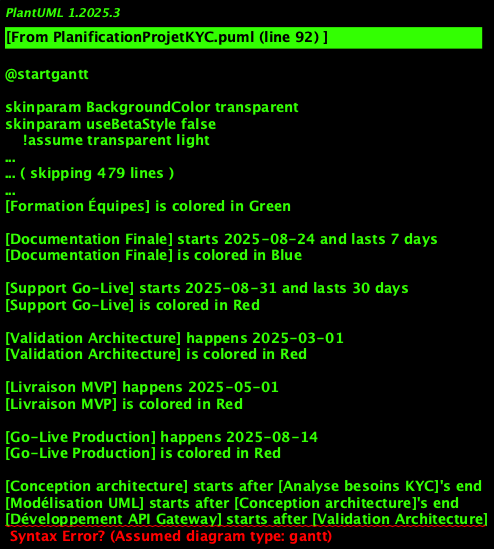 PlantUML 1.2025.3
[From PlanificationProjetKYC.puml (line 92) ]
@startgantt
skinparam BackgroundColor transparent
skinparam useBetaStyle false
!assume transparent light
...
... ( skipping 479 lines )
...
[Formation Équipes] is colored in Green
[Documentation Finale] starts 2025-08-24 and lasts 7 days
[Documentation Finale] is colored in Blue
[Support Go-Live] starts 2025-08-31 and lasts 30 days
[Support Go-Live] is colored in Red
[Validation Architecture] happens 2025-03-01
[Validation Architecture] is colored in Red
[Livraison MVP] happens 2025-05-01
[Livraison MVP] is colored in Red
[Go-Live Production] happens 2025-08-14
[Go-Live Production] is colored in Red
[Conception architecture] starts after [Analyse besoins KYC]'s end
[Modélisation UML] starts after [Conception architecture]'s end
[Développement API Gateway] starts after [Validation Architecture]
Syntax Error? (Assumed diagram type: gantt)